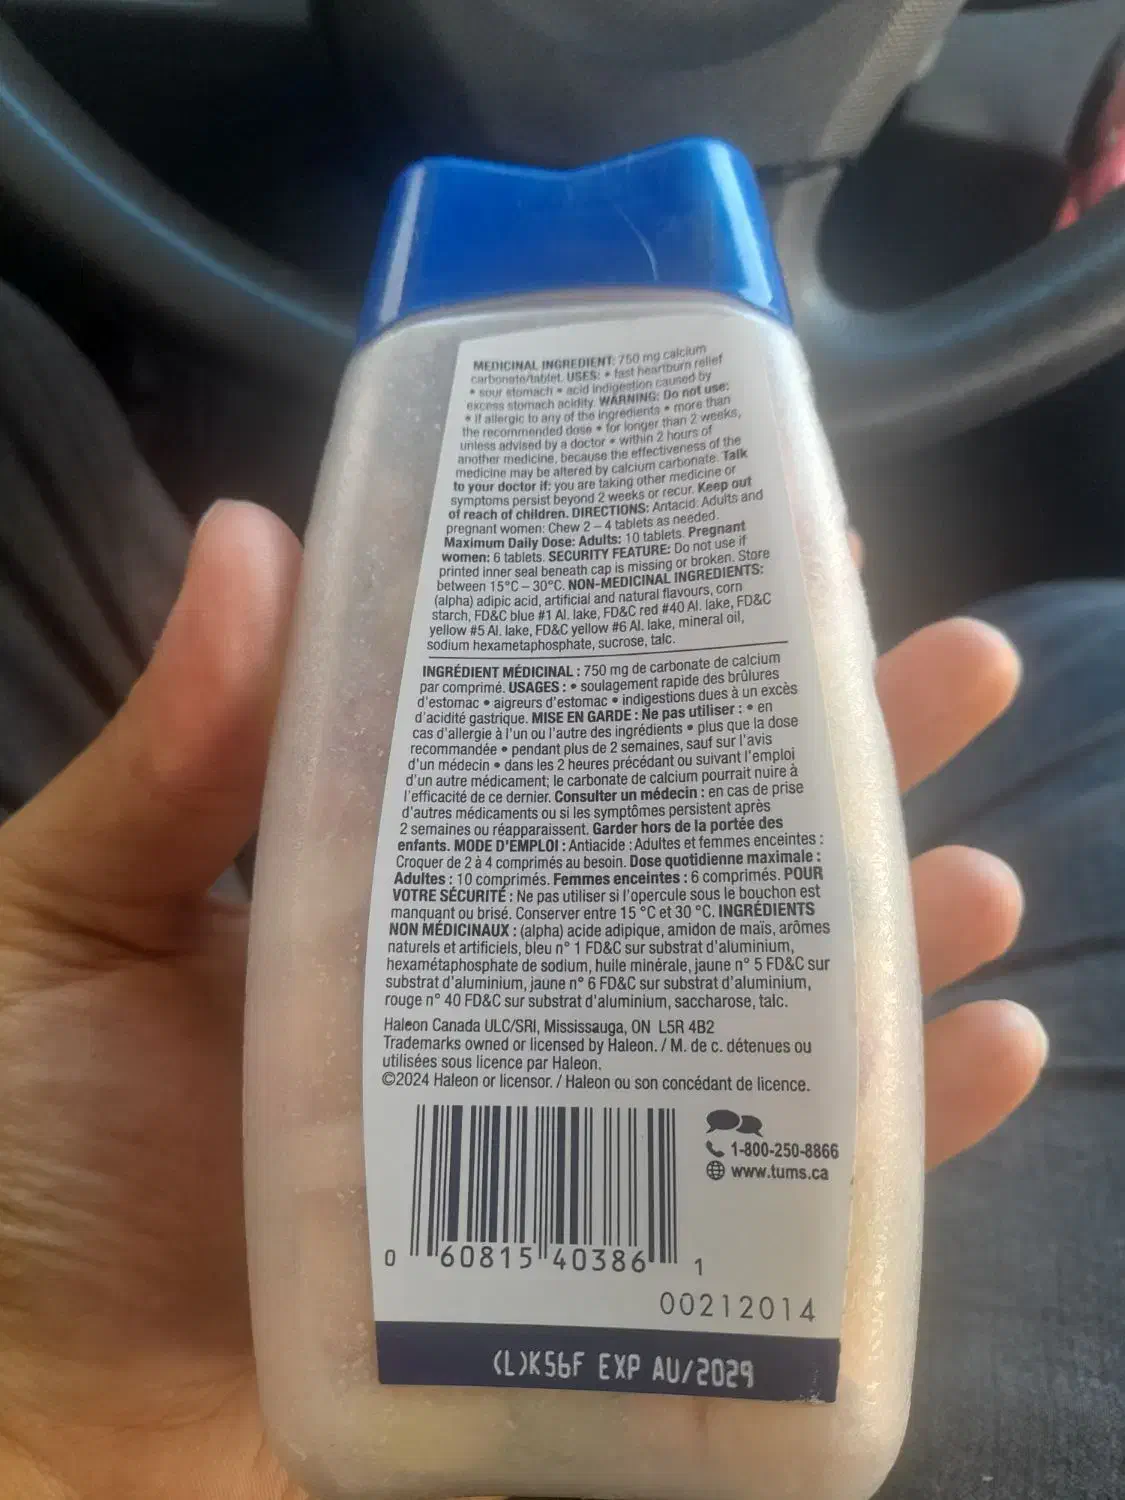 MEDICINAL INGREDIENT: 750 mg calcium
carbonate/tablet. USES: • fast heartburn relief
• sour stomach • acid indigestion caused by
excess stomach acidity. WARNING: Do not use:
• if allergic to any of the ingredients • more than
the recommended dose • for longer than 2 weeks,
unless advised by a doctor • within 2 hours of
another medicine, because the effectiveness of the
medicine may be altered by calcium carbonate. Talk
to your doctor if: you are taking other medicine or
symptoms persist beyond 2 weeks or recur. Keep out
of reach of children. DIRECTIONS: Antacid: Adults and
pregnant women: Chew 2 – 4 tablets as needed.
Maximum Daily Dose: Adults: 10 tablets. Pregnant
women: 6 tablets. SECURITY FEATURE: Do not use if
printed inner seal beneath cap is missing or broken. Store
between 15°C – 30°C. NON-MEDICINAL INGREDIENTS:
(alpha) adipic acid, artificial and natural flavours, corn
starch, FD&C blue #1 Al. lake, FD&C red #40 Al. lake, FD&C
yellow #5 Al. lake, FD&C yellow #6 Al. lake, mineral oil,
sodium hexametaphosphate, sucrose, talc.
INGRÉDIENT MÉDICINAL : 750 mg de carbonate de calcium
par comprimé. USAGES : • soulagement rapide des brûlures
d'estomac • aigreurs d'estomac • indigestions dues à un excès
d'acidité gastrique. MISE EN GARDE : Ne pas utiliser : • en
cas d'allergie à l'un ou l'autre des ingrédients • plus que la dose
recommandée • pendant plus de 2 semaines, sauf sur l'avis
d'un médecin • dans les 2 heures précédant ou suivant l'emploi
d'un autre médicament; le carbonate de calcium pourrait nuire à
l'efficacité de ce dernier. Consulter un médecin : en cas de prise
d'autres médicaments ou si les symptômes persistent après
2 semaines ou réapparaissent. Garder hors de la portée des
enfants. MODE D'EMPLOI : Antiacide : Adultes et femmes enceintes :
Croquer de 2 à 4 comprimés au besoin. Dose quotidienne maximale :
Adultes : 10 comprimés. Femmes enceintes : 6 comprimés. POUR
VOTRE SÉCURITÉ : Ne pas utiliser si l'opercule sous le bouchon est
manquant ou brisé. Conserver entre 15 °C et 30 °C. INGRÉDIENTS
NON MÉDICINAUX : (alpha) acide adipique, amidon de maïs, arômes
naturels et artificiels, bleu n° 1 FD&C sur substrat d'aluminium,
hexamétaphosphate de sodium, huile minérale, jaune n° 5 FD&C sur
substrat d'aluminium, jaune n° 6 FD&C sur substrat d'aluminium,
rouge n° 40 FD&C sur substrat d'aluminium, saccharose, talc.
Haleon Canada ULC/SRI, Mississauga, ON L5R 4B2
Trademarks owned or licensed by Haleon. / M. de c. détenues ou
utilisées sous licence par Haleon.
©2024 Haleon or licensor. / Haleon ou son concédant de licence.
1-800-250-8866
www.tums.ca
0 60815 40386 1
00212014
(L)K56F EXP AU/2029